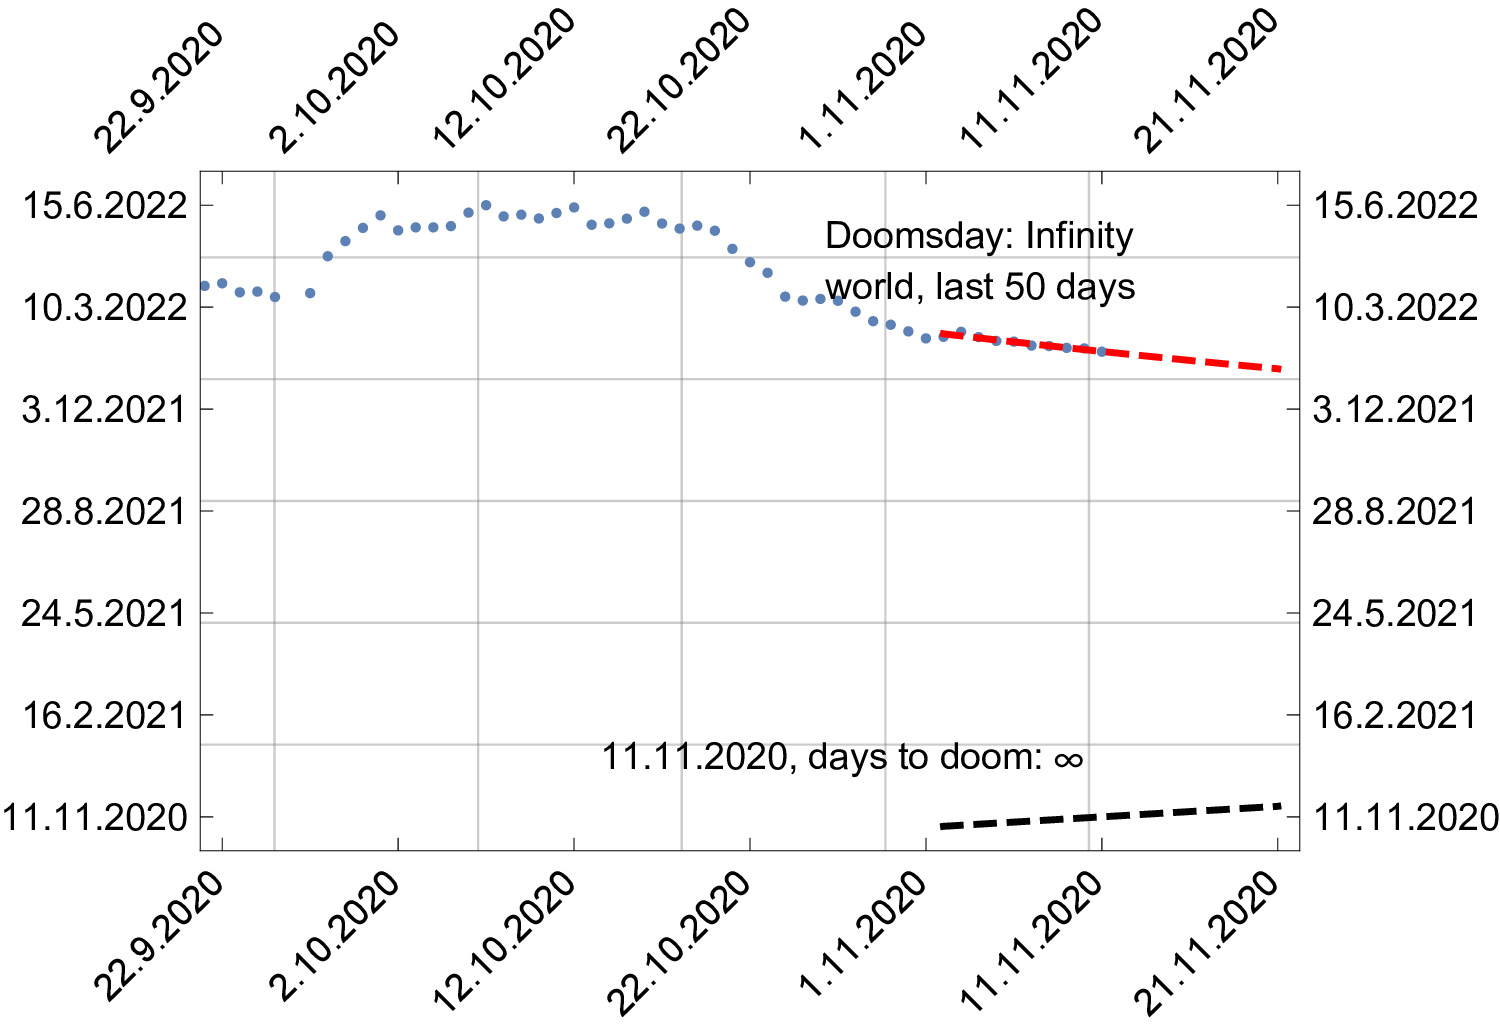 22.9.2020 2.10.2020 12.10.2020 22.10.2020 1.11.2020 11.11.2020 21.11.2020
15.6.2022 15.6.2022
Doomsday: Infinity
world, last 50 days
10.3.2022 10.3.2022
3.12.2021 3.12.2021
28.8.2021 28.8.2021
24.5.2021 24.5.2021
16.2.2021 16.2.2021
11.11.2020, days to doom: ∞
11.11.2020 11.11.2020
22.9.2020 2.10.2020 12.10.2020 22.10.2020 1.11.2020 11.11.2020 21.11.2020